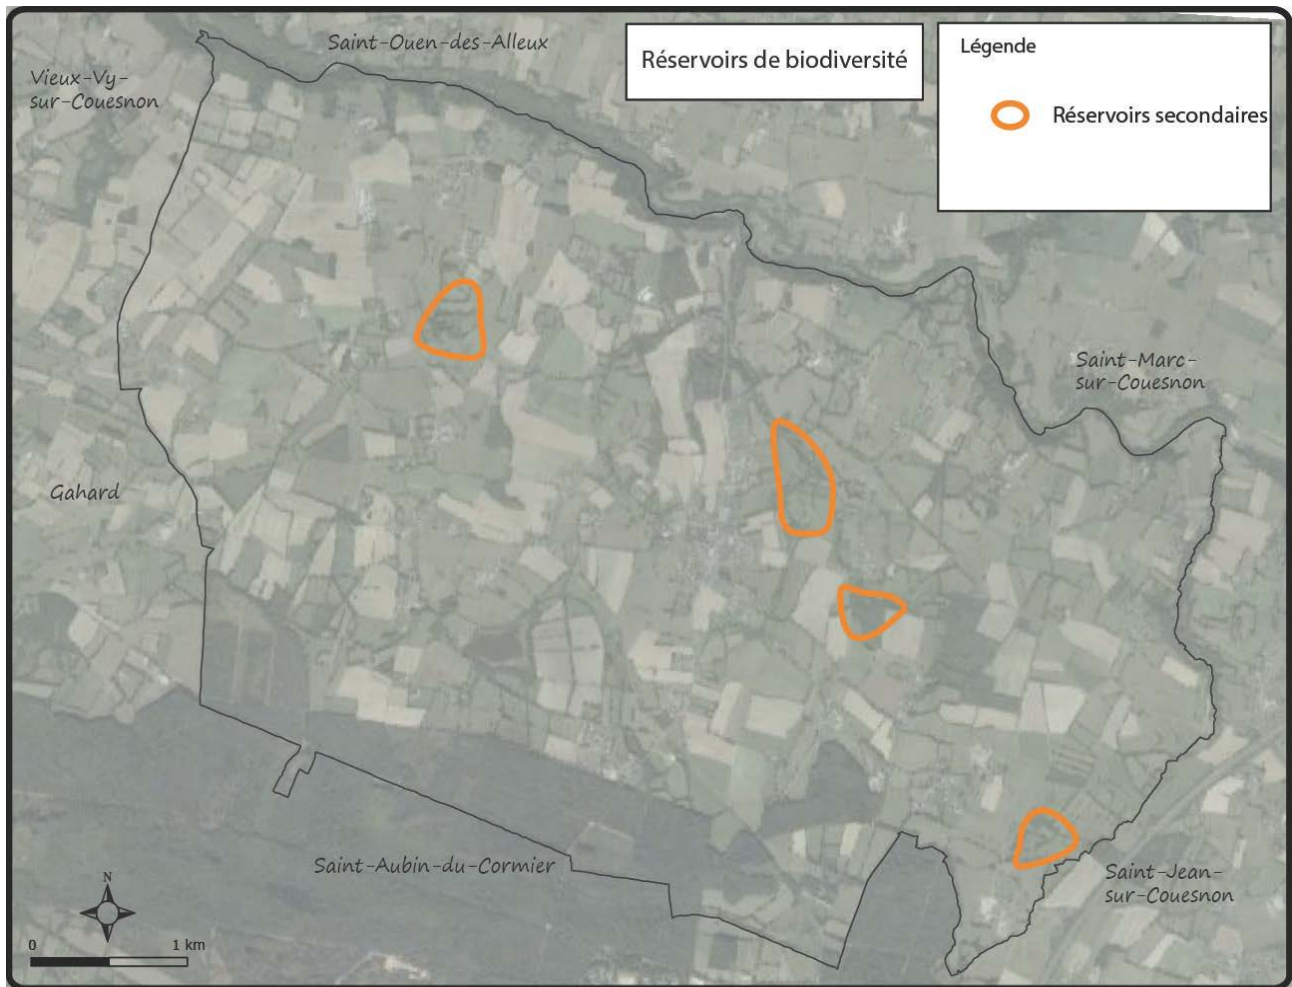 Saint-Ouen-des-Alleux
Vieux-Vy-
sur-Couesnon
Réservoirs de biodiversité
Légende
Réservoirs secondaires
Saint-Marc-
sur-Couesnon
Gahard
Saint-Aubin-du-Cormier
Saint-Jean-
sur-Couesnon
N
0 1 km